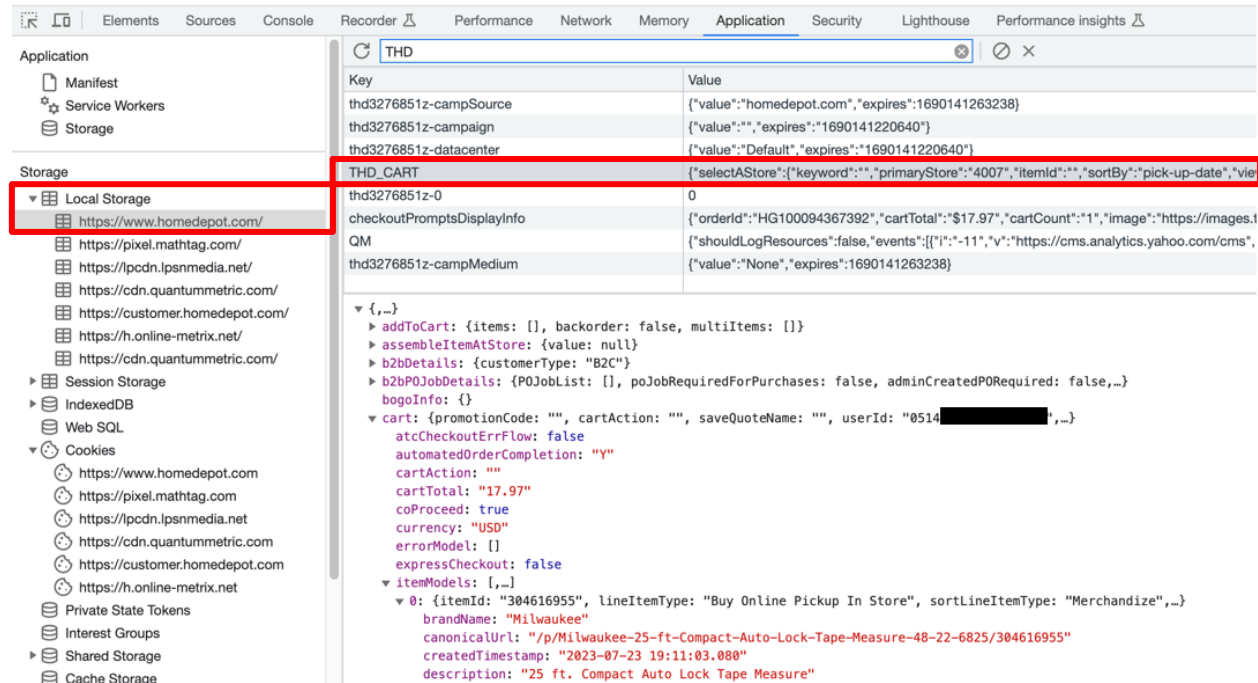 Elements Sources Console Recorder Performance Network Memory Application Security Lighthouse Performance insights
Application
Manifest
Service Workers
Storage
Storage
Local Storage
https://www.homedepot.com/
https://pixel.mathtag.com/
https://lpcdn.lpsnmedia.net/
https://cdn.quantummetric.com/
https://customer.homedepot.com/
https://h.online-metrix.net/
https://cdn.quantummetric.com/
Session Storage
IndexedDB
Web SQL
Cookies
https://www.homedepot.com
https://pixel.mathtag.com
https://lpcdn.lpsnmedia.net
https://cdn.quantummetric.com
https://customer.homedepot.com
https://h.online-metrix.net
Private State Tokens
Interest Groups
Shared Storage
Cache Storage
THD
Key Value
thd3276851z-campSource {"value":"homedepot.com","expires":1690141263238}
thd3276851z-campaign {"value":"","expires":"1690141220640"}
thd3276851z-datacenter {"value":"Default","expires":"1690141220640"}
THD_CART {"selectAStore":{"keyword":"","primaryStore":"4007","itemId":"","sortBy":"pick-up-date","vie
thd3276851z-0 0
checkoutPromptsDisplayInfo {"orderId":"HG100094367392","cartTotal":"$17.97","cartCount":"1","image":"https://images.t
QM {"shouldLogResources":false,"events":[{"i":"-11","v":"https://cms.analytics.yahoo.com/cms",
thd3276851z-campMedium {"value":"None","expires":1690141263238}
{,…}
addToCart: {items: [], backorder: false, multiItems: []}
assembleItemAtStore: {value: null}
b2bDetails: {customerType: "B2C"}
b2bPOJobDetails: {POJobList: [], poJobRequiredForPurchases: false, adminCreatedPORequired: false,…}
bogoInfo: {}
cart: {promotionCode: "", cartAction: "", saveQuoteName: "", userId: "0514 ",…}
atcCheckoutErrFlow: false
automatedOrderCompletion: "Y"
cartAction: ""
cartTotal: "17.97"
coProceed: true
currency: "USD"
errorModel: []
expressCheckout: false
itemModels: [,…]
0: {itemId: "304616955", lineItemType: "Buy Online Pickup In Store", sortLineItemType: "Merchandize",…}
brandName: "Milwaukee"
canonicalUrl: "/p/Milwaukee-25-ft-Compact-Auto-Lock-Tape-Measure-48-22-6825/304616955"
createdTimestamp: "2023-07-23 19:11:03.080"
description: "25 ft. Compact Auto Lock Tape Measure"